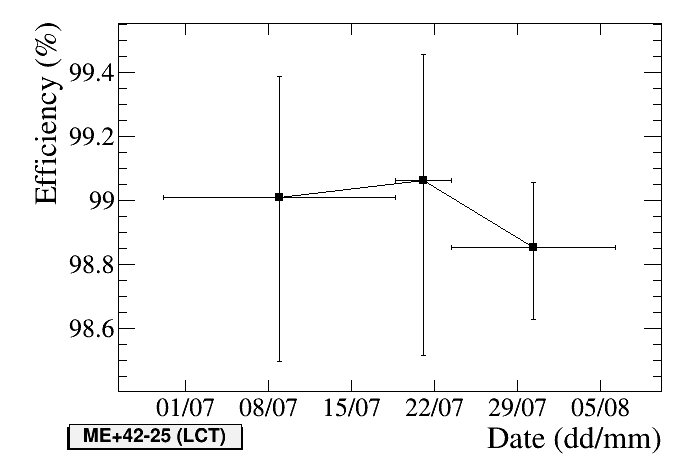 Efficiency (%)
99.4
99.2
99
98.8
98.6
01/07 08/07 15/07 22/07 29/07 05/08
ME+42-25 (LCT)
Date (dd/mm)